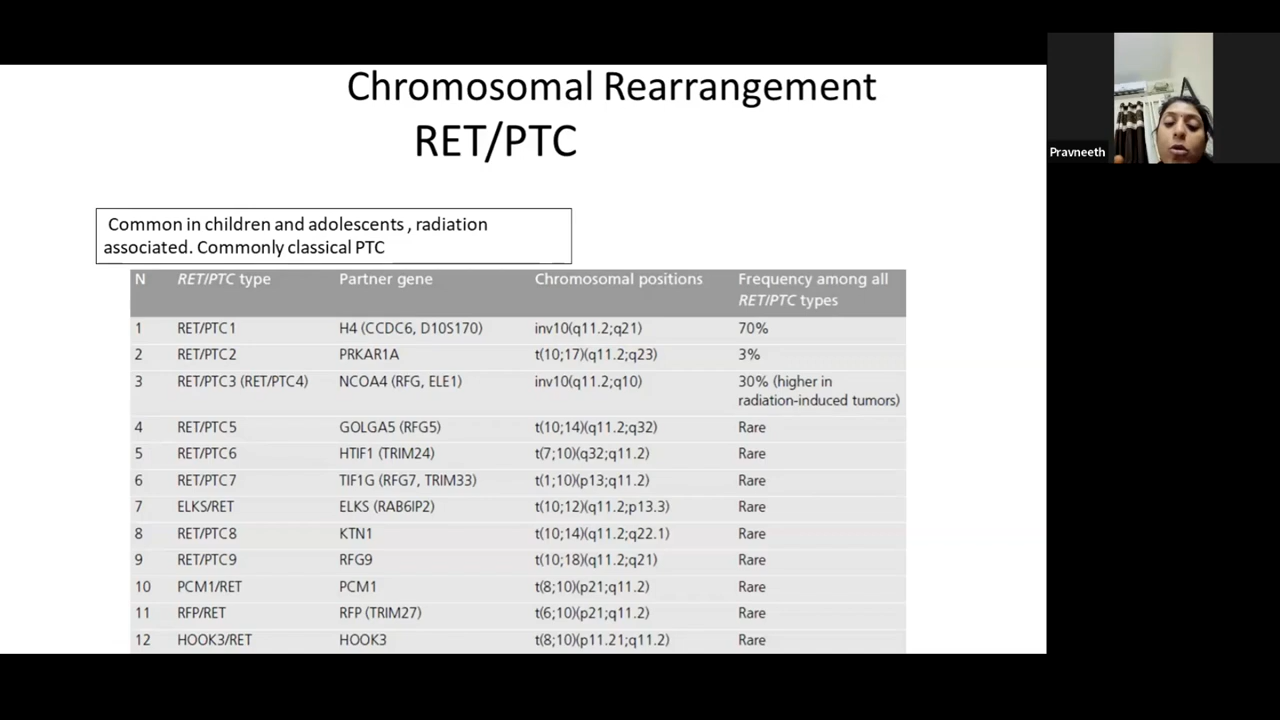 Chromosomal Rearrangement
RET/PTC
Pravneeth
Common in children and adolescents , radiation
associated. Commonly classical PTC
N RET/PTC type Partner gene Chromosomal positions Frequency among all
RET/PTC types
1 RET/PTC1 H4 (CCDC6, D10S170) inv10(q11.2;q21) 70%
2 RET/PTC2 PRKAR1A t(10;17)(q11.2;q23) 3%
3 RET/PTC3 (RET/PTC4) NCOA4 (RFG, ELE1) inv10(q11.2;q10) 30% (higher in
radiation-induced tumors)
4 RET/PTC5 GOLGA5 (RFG5) t(10;14)(q11.2;q32) Rare
5 RET/PTC6 HTIF1 (TRIM24) t(7;10)(q32;q11.2) Rare
6 RET/PTC7 TIF1G (RFG7, TRIM33) t(1;10)(p13;q11.2) Rare
7 ELKS/RET ELKS (RAB6IP2) t(10;12)(q11.2;p13.3) Rare
8 RET/PTC8 KTN1 t(10;14)(q11.2;q22.1) Rare
9 RET/PTC9 RFG9 t(10;18)(q11.2;q21) Rare
10 PCM1/RET PCM1 t(8;10)(p21;q11.2) Rare
11 RFP/RET RFP (TRIM27) t(6;10)(p21;q11.2) Rare
12 HOOK3/RET HOOK3 t(8;10)(p11.21;q11.2) Rare